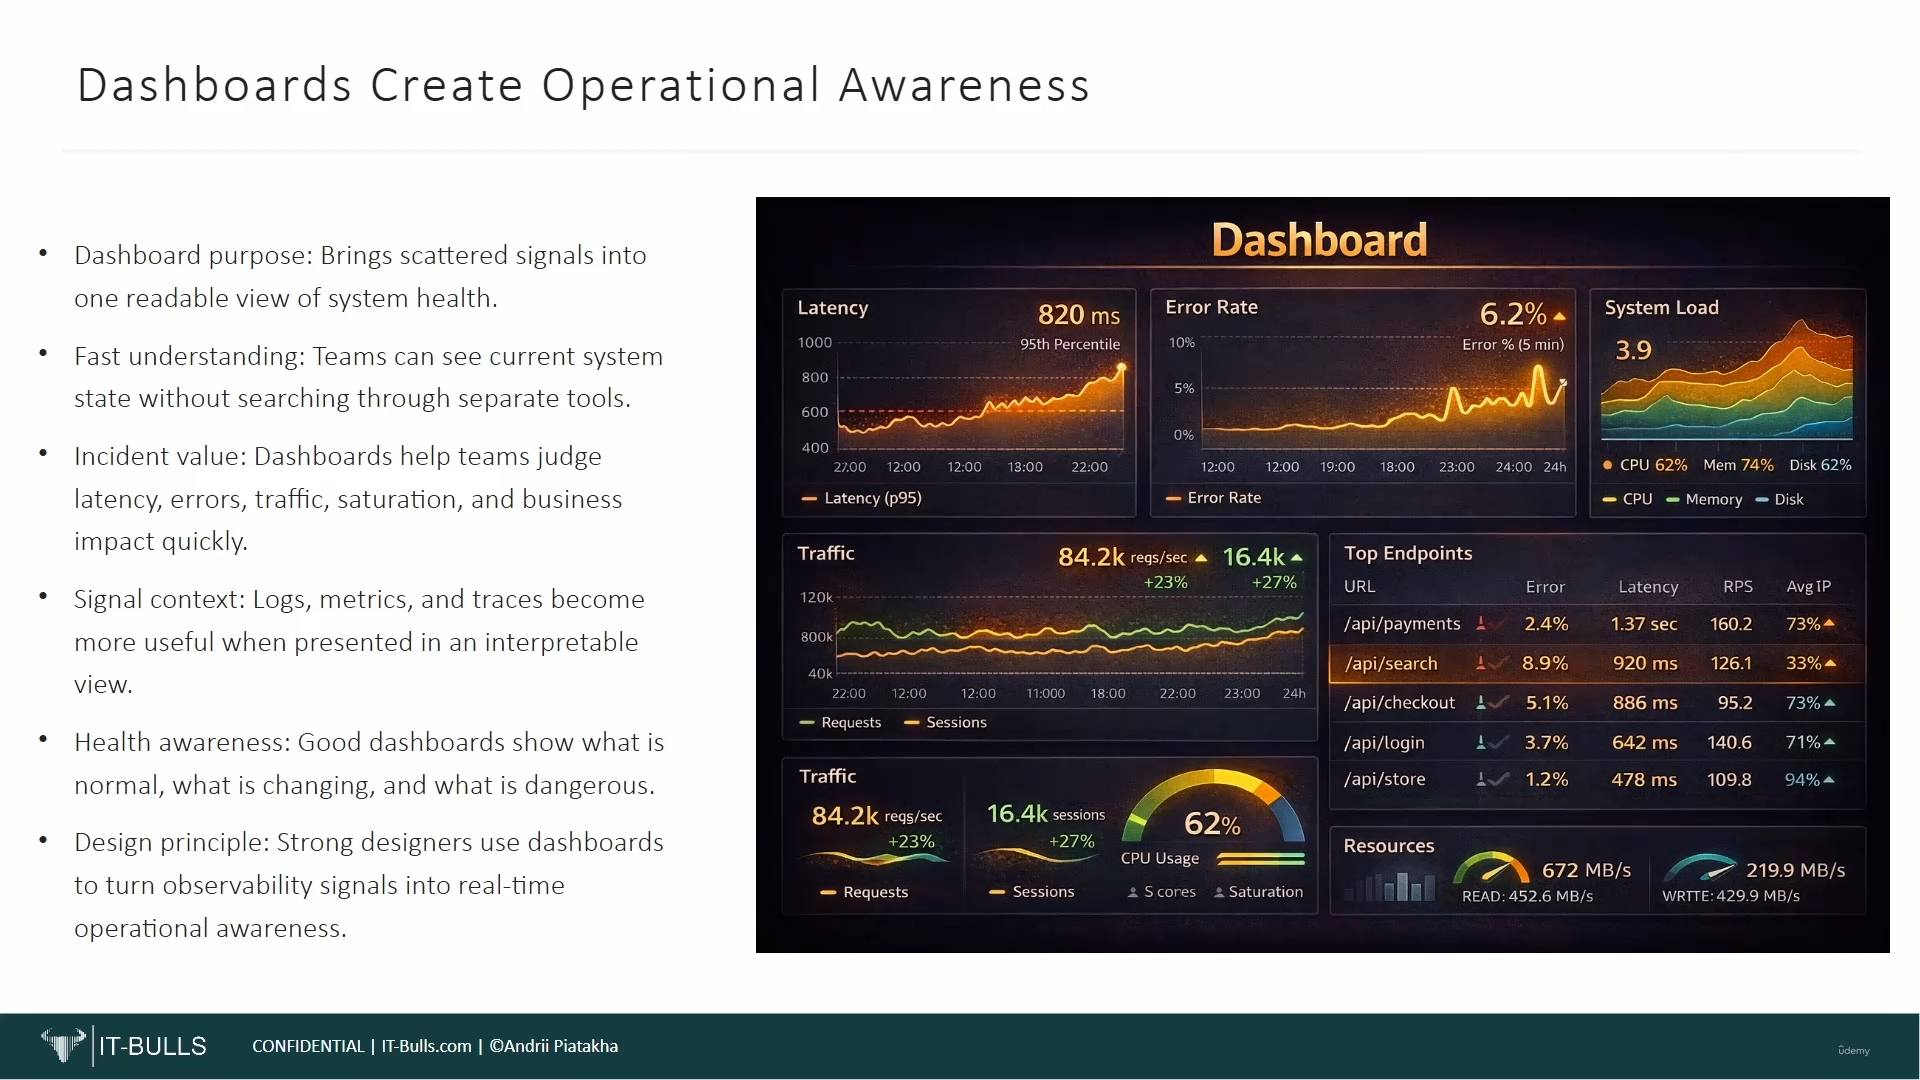 Dashboards Create Operational Awareness
• Dashboard purpose: Brings scattered signals into
one readable view of system health.
• Fast understanding: Teams can see current system
state without searching through separate tools.
• Incident value: Dashboards help teams judge
latency, errors, traffic, saturation, and business
impact quickly.
• Signal context: Logs, metrics, and traces become
more useful when presented in an interpretable
view.
• Health awareness: Good dashboards show what is
normal, what is changing, and what is dangerous.
• Design principle: Strong designers use dashboards
to turn observability signals into real-time
operational awareness.
Dashboard
Latency
820 ms
95th Percentile
1000
800
600
400
27:00 12:00 12:00 18:00 22:00
Latency (p95)
Error Rate
6.2%
Error % (5 min)
10%
5%
0%
12:00 12:00 19:00 18:00 23:00 24:00 24h
Error Rate
System Load
3.9
CPU 62% Mem 74% Disk 62%
CPU Memory Disk
Traffic
84.2k reqs/sec 16.4k
+23% +27%
120k
800k
40k
22:00 12:00 12:00 11:000 18:00 22:00 23:00 24h
Requests Sessions
Top Endpoints
URL Error Latency RPS Avg IP
/api/payments 2.4% 1.37 sec 160.2 73%
/api/search 8.9% 920 ms 126.1 33%
/api/checkout 5.1% 886 ms 95.2 73%
/api/login 3.7% 642 ms 140.6 71%
/api/store 1.2% 478 ms 109.8 94%
Traffic
84.2k reqs/sec
+23%
Requests
16.4k sessions
+27%
Sessions
62%
CPU Usage
S cores Saturation
Resources
672 MB/s
READ: 452.6 MB/s
219.9 MB/s
WRTTE: 429.9 MB/s
IT-BULLS
CONFIDENTIAL | IT-Bulls.com | ©Andrii Piatakha
ûdemy